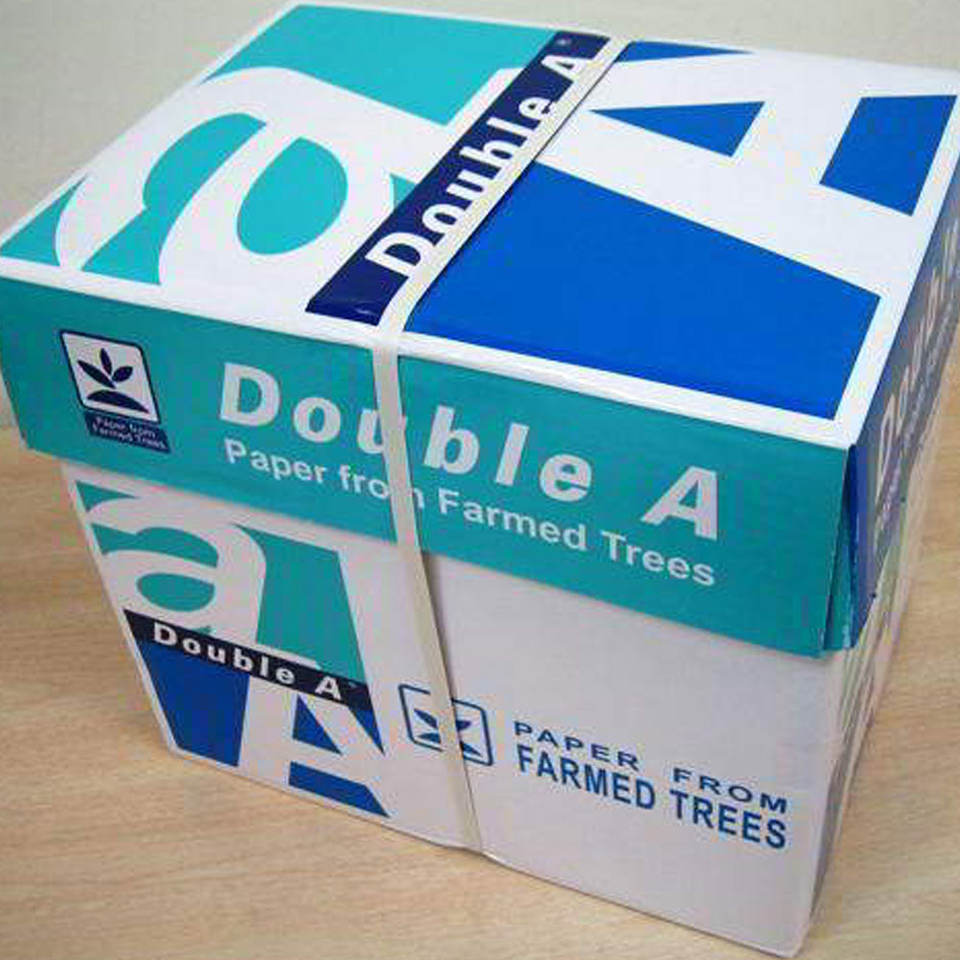 Double A
Double A
Paper from Farmed Trees
Paper from
Farmed Trees
a
Double A
A
PAPER FROM
FARMED TREES